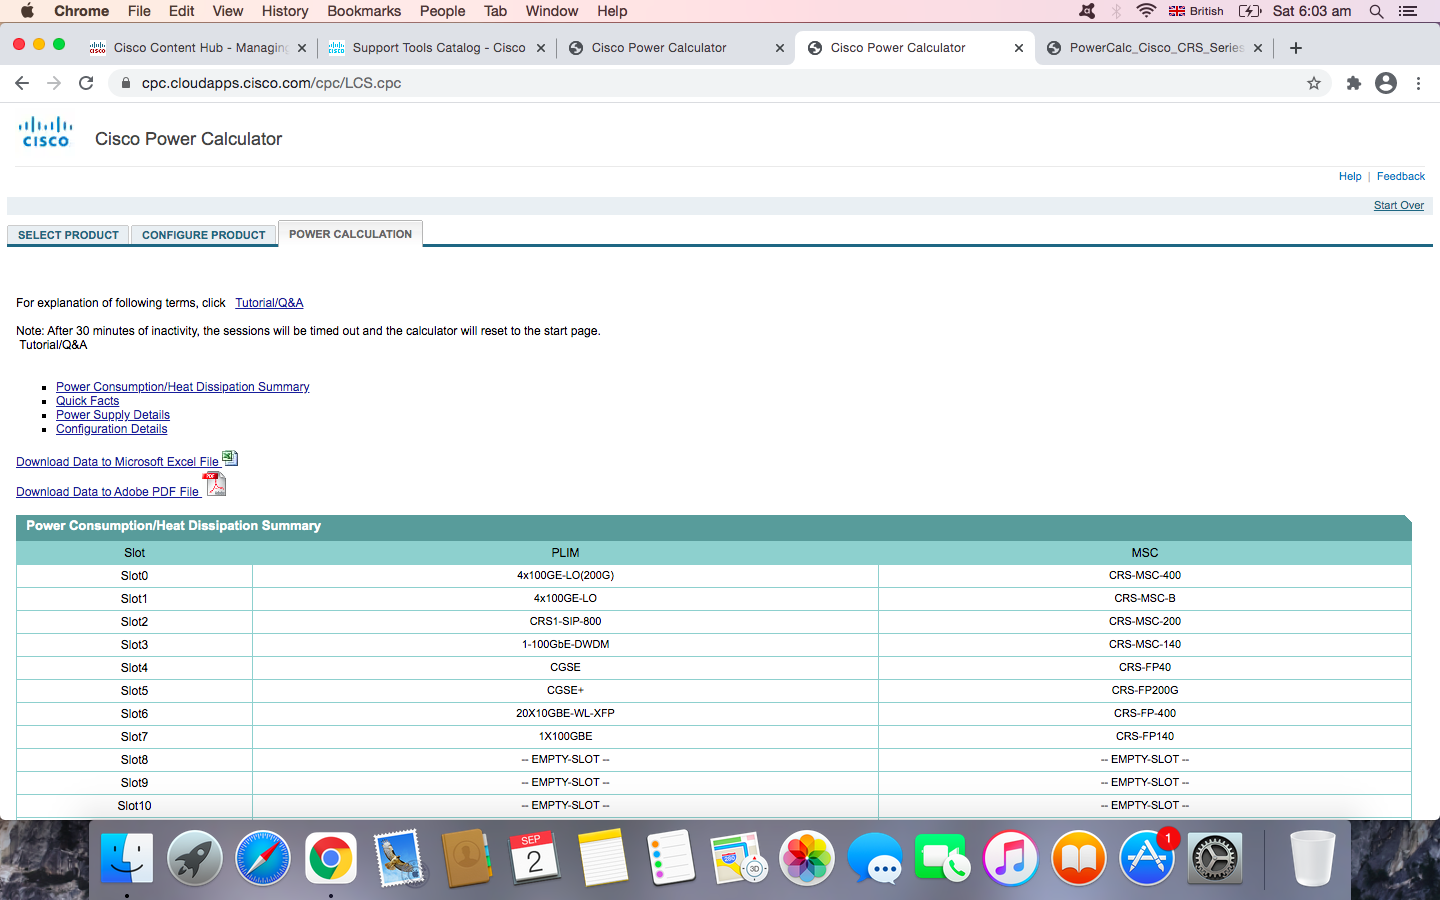 Chrome File Edit View History Bookmarks People Tab Window Help British Sat 6:03 am
Cisco Content Hub - Managing Support Tools Catalog - Cisco Cisco Power Calculator Cisco Power Calculator PowerCalc_Cisco_CRS_Series
cpc.cloudapps.cisco.com/cpc/LCS.cpc
CISCO Cisco Power Calculator
Help | Feedback
Start Over
SELECT PRODUCT CONFIGURE PRODUCT POWER CALCULATION
For explanation of following terms, click Tutorial/Q&A
Note: After 30 minutes of inactivity, the sessions will be timed out and the calculator will reset to the start page.
Tutorial/Q&A
Power Consumption/Heat Dissipation Summary
Quick Facts
Power Supply Details
Configuration Details
Download Data to Microsoft Excel File
Download Data to Adobe PDF File
Power Consumption/Heat Dissipation Summary
Slot PLIM MSC
Slot0 4x100GE-LO(200G) CRS-MSC-400
Slot1 4x100GE-LO CRS-MSC-B
Slot2 CRS1-SIP-800 CRS-MSC-200
Slot3 1-100GbE-DWDM CRS-MSC-140
Slot4 CGSE CRS-FP40
Slot5 CGSE+ CRS-FP200G
Slot6 20X10GBE-WL-XFP CRS-FP-400
Slot7 1X100GBE CRS-FP140
Slot8 -- EMPTY-SLOT -- -- EMPTY-SLOT --
Slot9 -- EMPTY-SLOT -- -- EMPTY-SLOT --
Slot10 -- EMPTY-SLOT -- -- EMPTY-SLOT --
SEP
2
3D
1